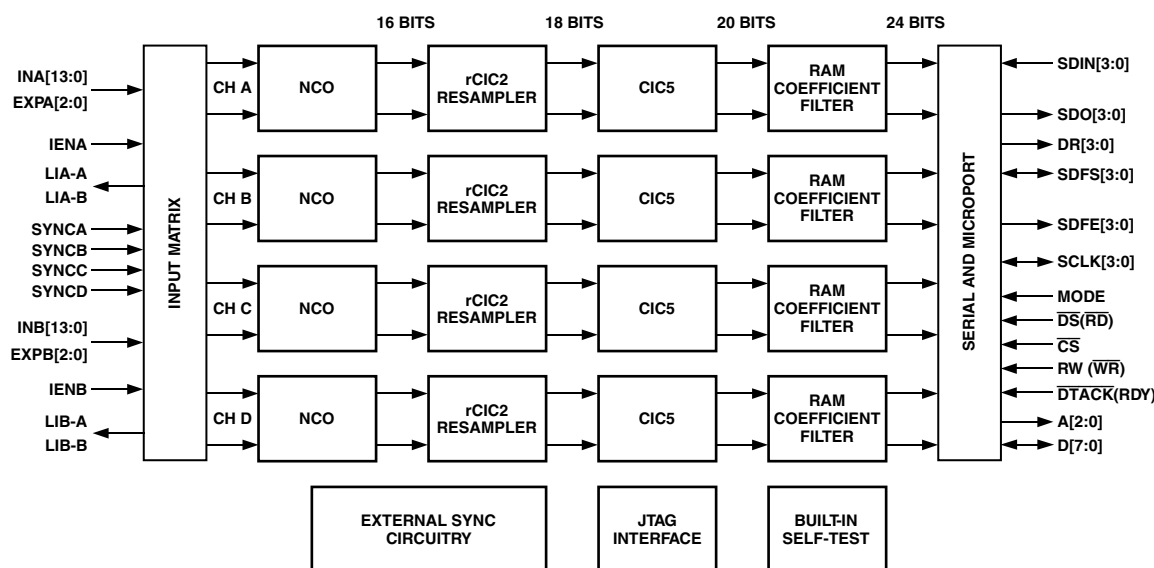 16 BITS
18 BITS
20 BITS
24 BITS
INA[13:0]
EXPA[2:0]
IENA
LIA-A
LIA-B
SYNCA
SYNCB
SYNCC
SYNCD
INB[13:0]
EXPB[2:0]
IENB
LIB-A
LIB-B
INPUT MATRIX
CH A
NCO
rCIC2
RESAMPLER
CIC5
RAM
COEFFICIENT
FILTER
CH B
NCO
rCIC2
RESAMPLER
CIC5
RAM
COEFFICIENT
FILTER
CH C
NCO
rCIC2
RESAMPLER
CIC5
RAM
COEFFICIENT
FILTER
CH D
NCO
rCIC2
RESAMPLER
CIC5
RAM
COEFFICIENT
FILTER
SERIAL AND MICROPORT
SDIN[3:0]
SDO[3:0]
DR[3:0]
SDFS[3:0]
SDFE[3:0]
SCLK[3:0]
MODE
D̅S̅(R̅D̅)
C̅S̅
RW (W̅R̅)
D̅T̅A̅C̅K̅(RDY)
A[2:0]
D[7:0]
EXTERNAL SYNC
CIRCUITRY
JTAG
INTERFACE
BUILT-IN
SELF-TEST